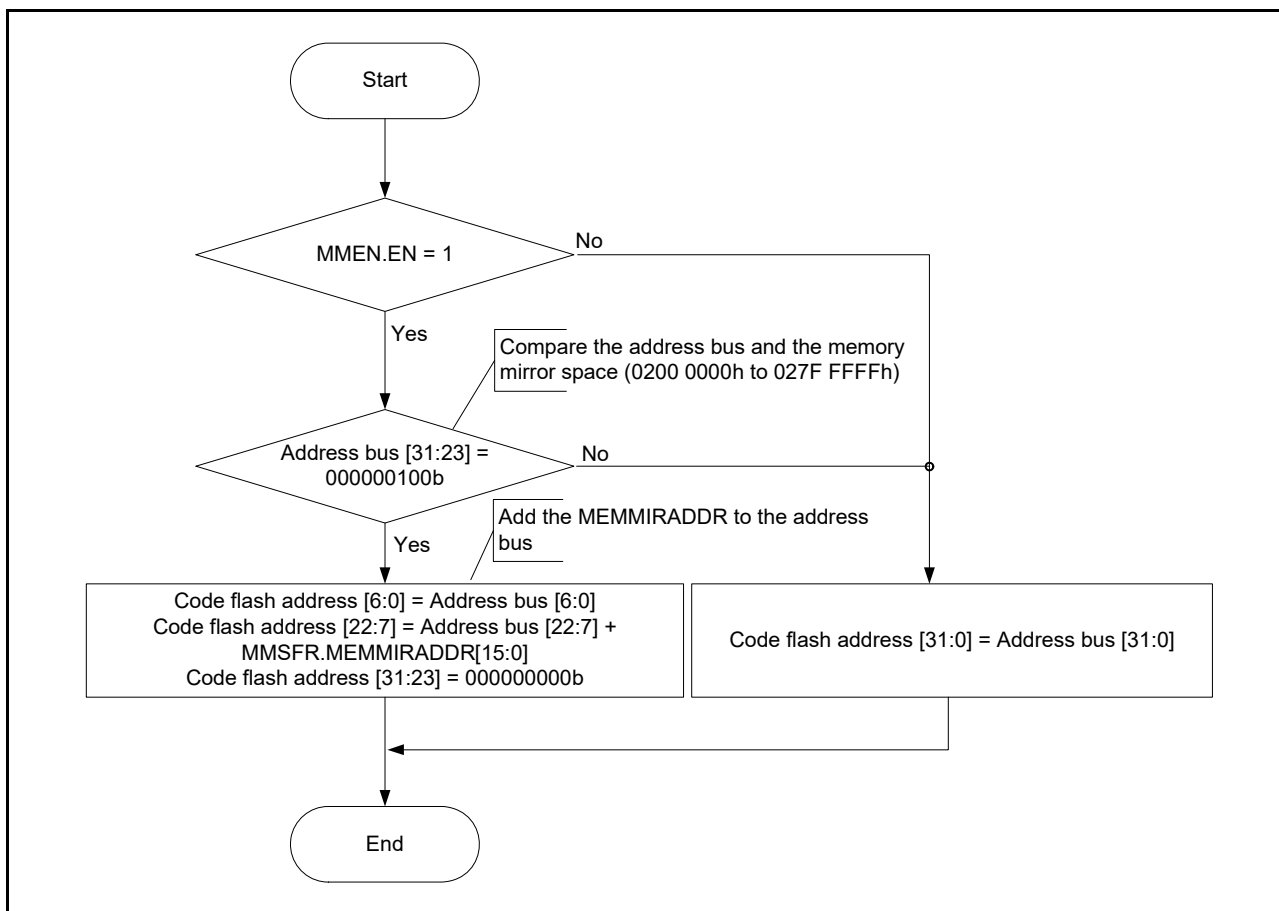 Start
MMEN.EN = 1
No
Yes
Compare the address bus and the memory
mirror space (0200 0000h to 027F FFFFh)
Address bus [31:23] =
000000100b
No
Yes
Add the MEMMIRADDR to the address
bus
Code flash address [6:0] = Address bus [6:0]
Code flash address [22:7] = Address bus [22:7] +
MMSFR.MEMMIRADDR[15:0]
Code flash address [31:23] = 000000000b
Code flash address [31:0] = Address bus [31:0]
End